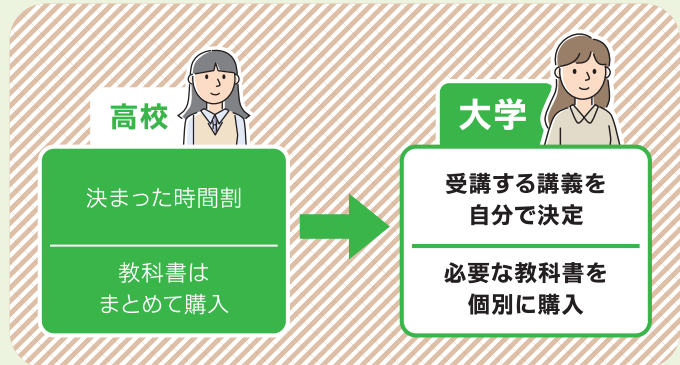 高校
決まった時間割
教科書は
まとめて購入
大学
受講する講義を
自分で決定
必要な教科書を
個別に購入